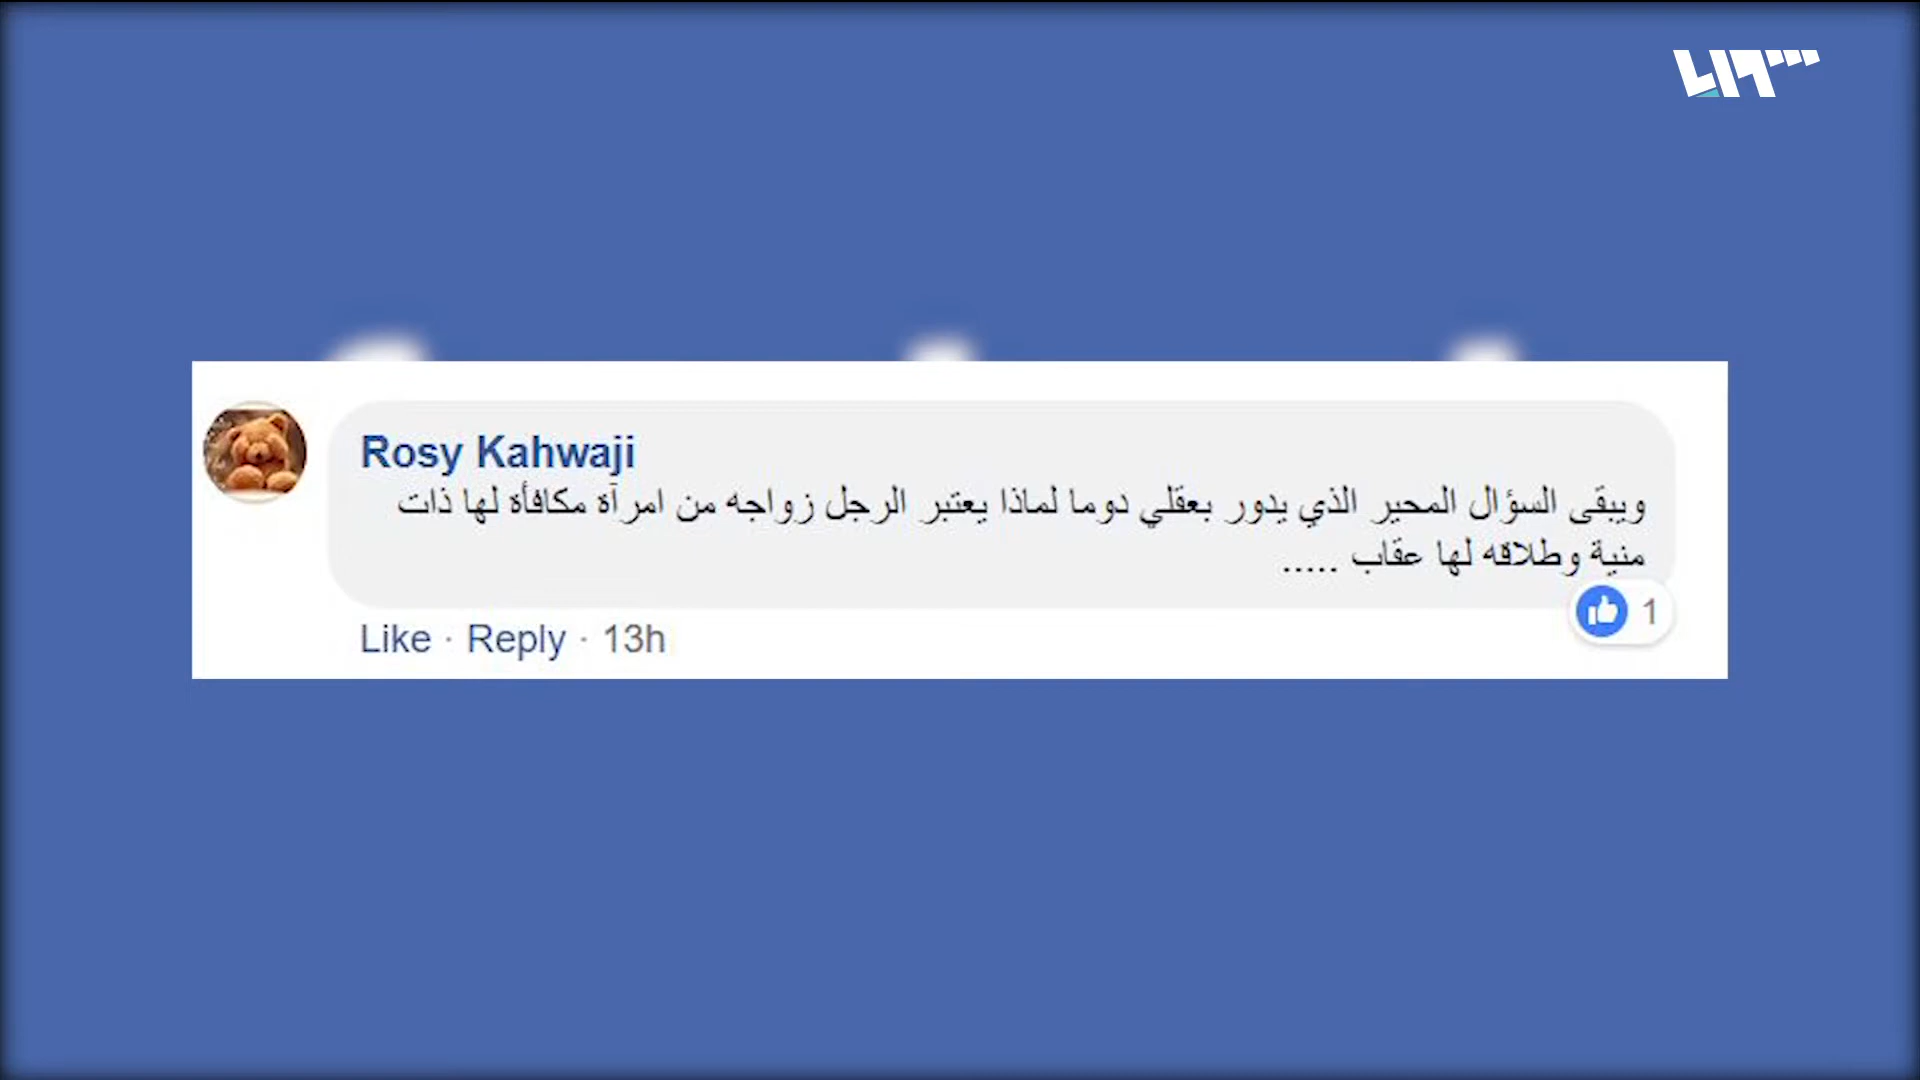 Rosy Kahwaji
ويبقى السؤال المحير الذي يدور بعقلي دوما لماذا يعتبر الرجل زواجه من امرآة مكافأة لها ذات
منية وطلاقه لها عقاب .....
1
Like · Reply · 13h